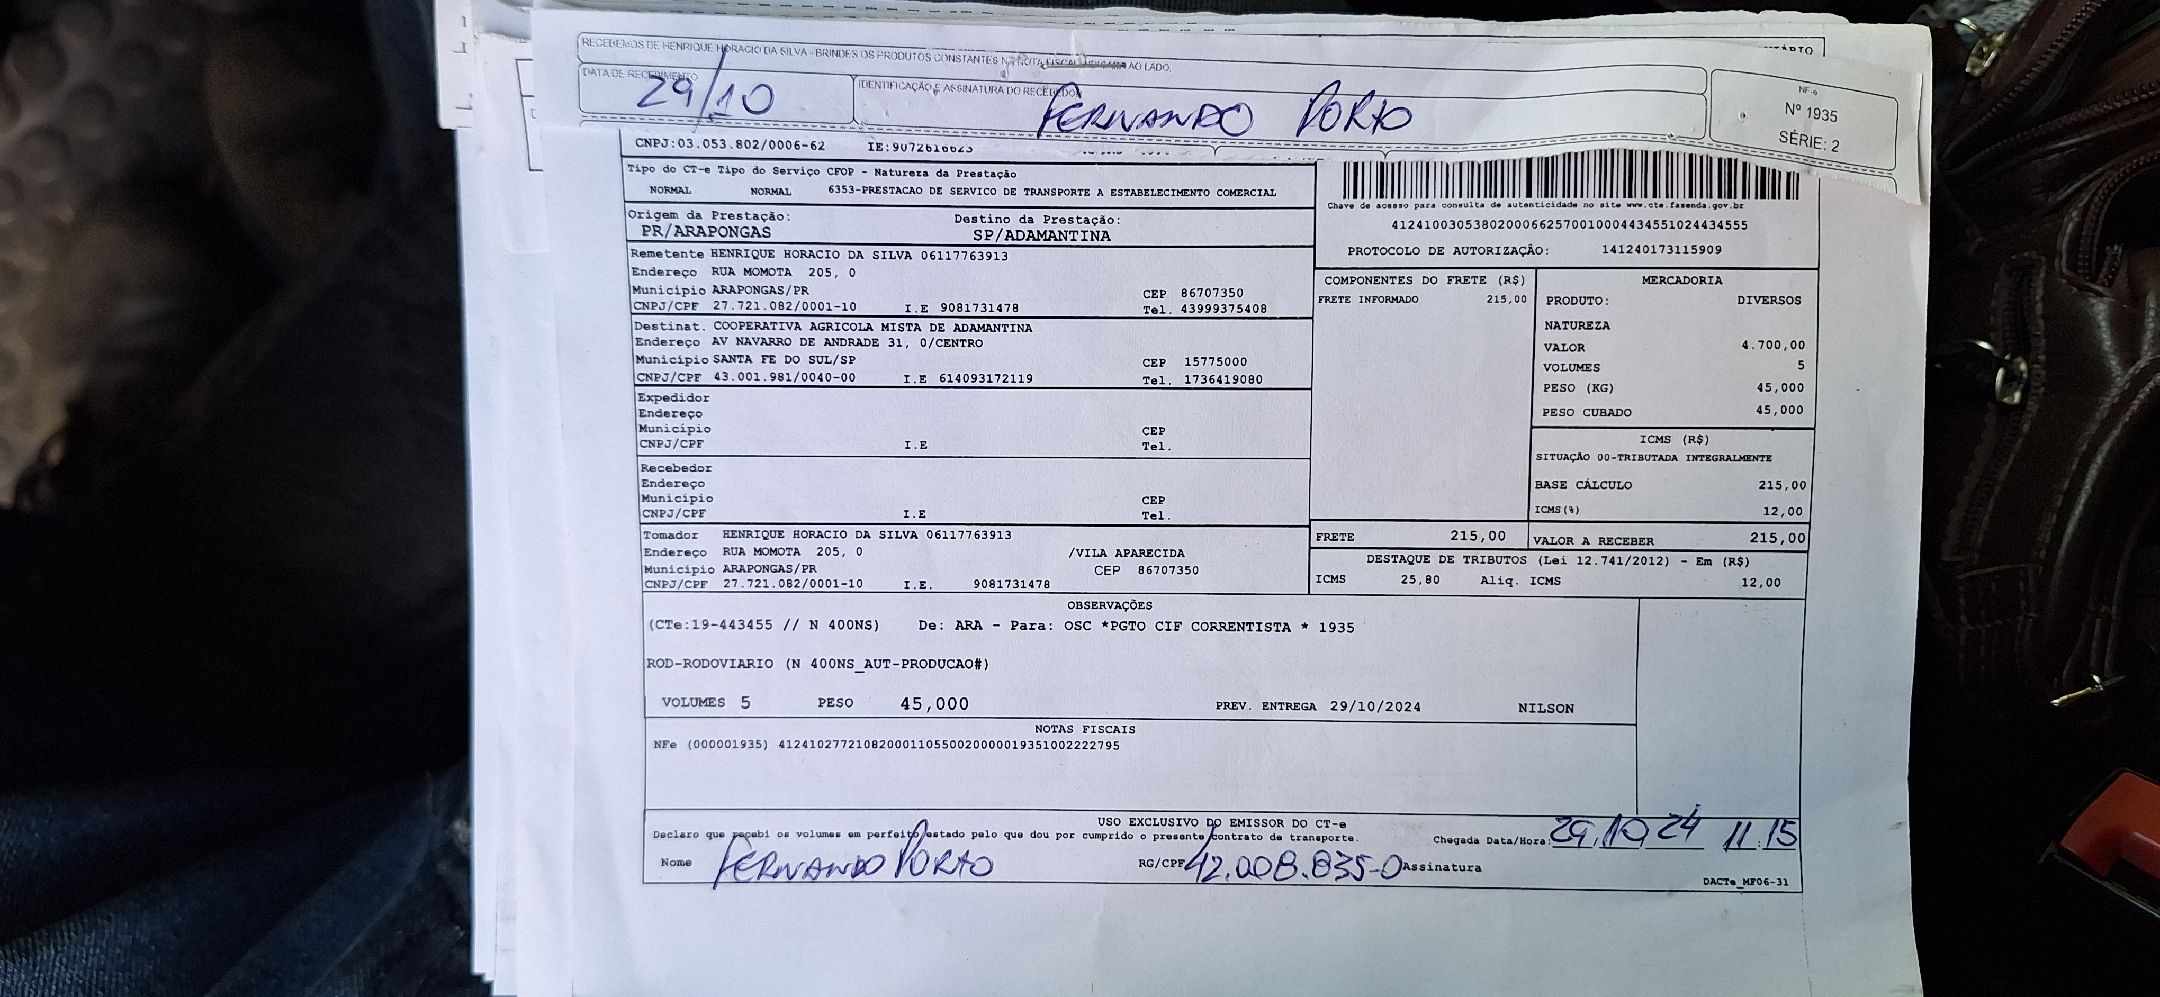 RECEBEMOS DE HENRIQUE HORACIO DA SILVA - BRINDES OS PRODUTOS CONSTANTES NA NOTA FISCAL INDICADA AO LADO.
DATA DE RECEBIMENTO
29/10
IDENTIFICAÇÃO E ASSINATURA DO RECEBEDOR
FERNANDO PORTO
NF-e
Nº 1935
SÉRIE: 2
CNPJ:03.053.802/0006-62 IE:9072616623
Tipo do CT-e Tipo do Serviço CFOP - Natureza da Prestação
NORMAL NORMAL 6353-PRESTACAO DE SERVICO DE TRANSPORTE A ESTABELECIMENTO COMERCIAL
Origem da Prestação: Destino da Prestação:
PR/ARAPONGAS SP/ADAMANTINA
Chave de acesso para consulta de autenticidade no site www.cte.fazenda.gov.br
41241003053802000662570010004434551024434555
PROTOCOLO DE AUTORIZAÇÃO: 141240173115909
Remetente HENRIQUE HORACIO DA SILVA 06117763913
Endereço RUA MOMOTA 205, 0
Município ARAPONGAS/PR CEP 86707350
CNPJ/CPF 27.721.082/0001-10 I.E 9081731478 Tel. 43999375408
Destinat. COOPERATIVA AGRICOLA MISTA DE ADAMANTINA
Endereço AV NAVARRO DE ANDRADE 31, 0/CENTRO
Município SANTA FE DO SUL/SP CEP 15775000
CNPJ/CPF 43.001.981/0040-00 I.E 614093172119 Tel. 1736419080
Expedidor
Endereço
Município CEP
CNPJ/CPF I.E Tel.
Recebedor
Endereço
Município CEP
CNPJ/CPF I.E Tel.
Tomador HENRIQUE HORACIO DA SILVA 06117763913
Endereço RUA MOMOTA 205, 0 /VILA APARECIDA
Município ARAPONGAS/PR CEP 86707350
CNPJ/CPF 27.721.082/0001-10 I.E. 9081731478
COMPONENTES DO FRETE (R$)
FRETE INFORMADO 215,00
MERCADORIA
PRODUTO: DIVERSOS
NATUREZA
VALOR 4.700,00
VOLUMES 5
PESO (KG) 45,000
PESO CUBADO 45,000
ICMS (R$)
SITUAÇÃO 00-TRIBUTADA INTEGRALMENTE
BASE CÁLCULO 215,00
ICMS(%) 12,00
FRETE 215,00 VALOR A RECEBER 215,00
DESTAQUE DE TRIBUTOS (Lei 12.741/2012) - Em (R$)
ICMS 25,80 Aliq. ICMS 12,00
OBSERVAÇÕES
(CTe:19-443455 // N 400NS) De: ARA - Para: OSC *PGTO CIF CORRENTISTA * 1935
ROD-RODOVIARIO (N 400NS_AUT-PRODUCAO#)
VOLUMES 5 PESO 45,000 PREV. ENTREGA 29/10/2024 NILSON
NOTAS FISCAIS
NFe (000001935) 41241027721082000110550020000019351002222795
USO EXCLUSIVO DO EMISSOR DO CT-e
Declaro que recebi os volumes em perfeito estado pelo que dou por cumprido o presente contrato de transporte. Chegada Data/Hora: 29/10 24 11.15
Nome FERNANDO PORTO RG/CPF 42.008.835-0 Assinatura
DACTe_MF06-31